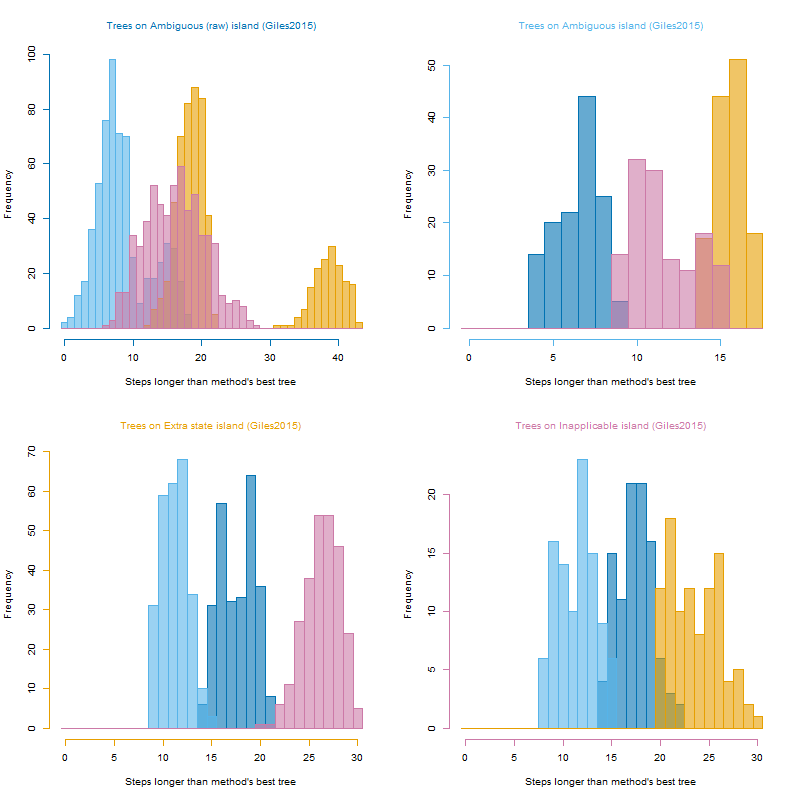 Trees on Ambiguous (raw) island (Giles2015)
Frequency
0 20 40 60 80 100
0 10 20 30 40
Steps longer than method's best tree
Trees on Ambiguous island (Giles2015)
Frequency
0 10 20 30 40 50
0 5 10 15
Steps longer than method's best tree
Trees on Extra state island (Giles2015)
Frequency
0 10 20 30 40 50 60 70
0 5 10 15 20 25 30
Steps longer than method's best tree
Trees on Inapplicable island (Giles2015)
Frequency
0 5 10 15 20
0 5 10 15 20 25 30
Steps longer than method's best tree